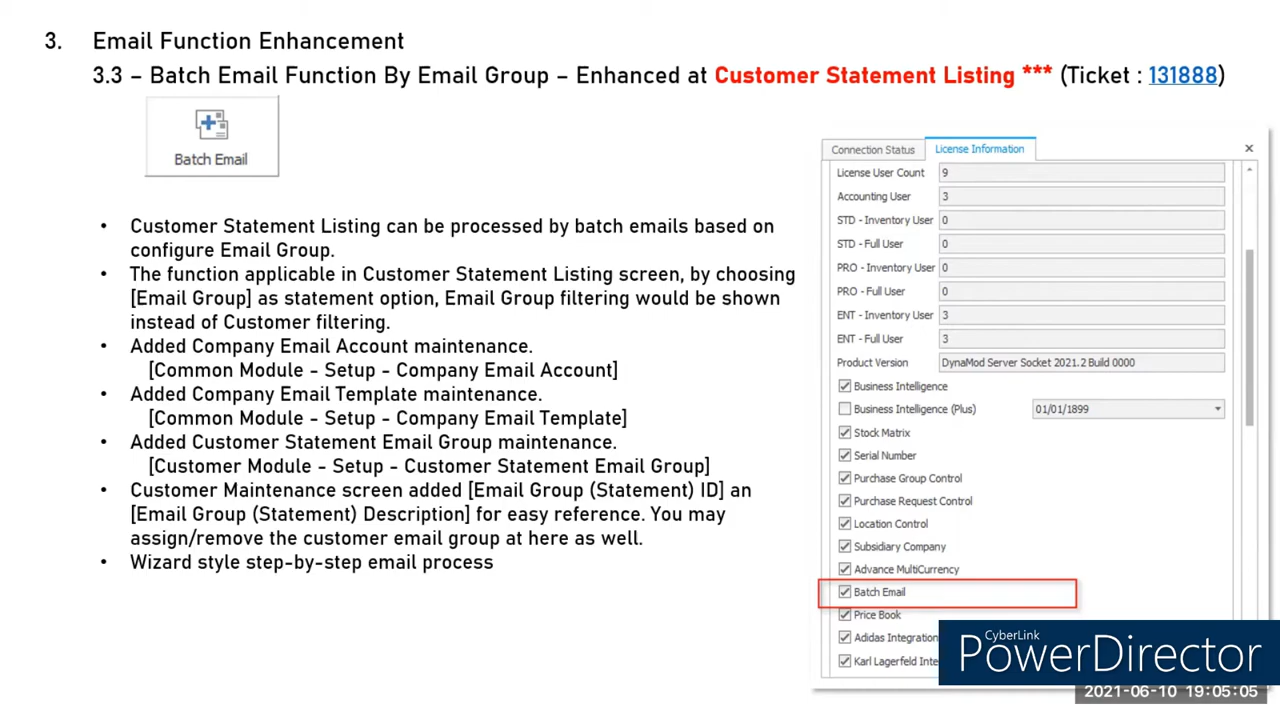 3. Email Function Enhancement
3.3 – Batch Email Function By Email Group – Enhanced at Customer Statement Listing *** (Ticket : 131888)
Batch Email
• Customer Statement Listing can be processed by batch emails based on
configure Email Group.
• The function applicable in Customer Statement Listing screen, by choosing
[Email Group] as statement option, Email Group filtering would be shown
instead of Customer filtering.
• Added Company Email Account maintenance.
[Common Module - Setup - Company Email Account]
• Added Company Email Template maintenance.
[Common Module - Setup - Company Email Template]
• Added Customer Statement Email Group maintenance.
[Customer Module - Setup - Customer Statement Email Group]
• Customer Maintenance screen added [Email Group (Statement) ID] an
[Email Group (Statement) Description] for easy reference. You may
assign/remove the customer email group at here as well.
• Wizard style step-by-step email process
Connection Status License Information
License User Count 9
Accounting User 3
STD - Inventory User 0
STD - Full User 0
PRO - Inventory User 0
PRO - Full User 0
ENT - Inventory User 3
ENT - Full User 3
Product Version DynaMod Server Socket 2021.2 Build 0000
Business Intelligence
Business Intelligence (Plus) 01/01/1899
Stock Matrix
Serial Number
Purchase Group Control
Purchase Request Control
Location Control
Subsidiary Company
Advance MultiCurrency
Batch Email
Price Book
Adidas Integration
Karl Lagerfeld Inte
CyberLink
PowerDirector
2021-06-10 19:05:05